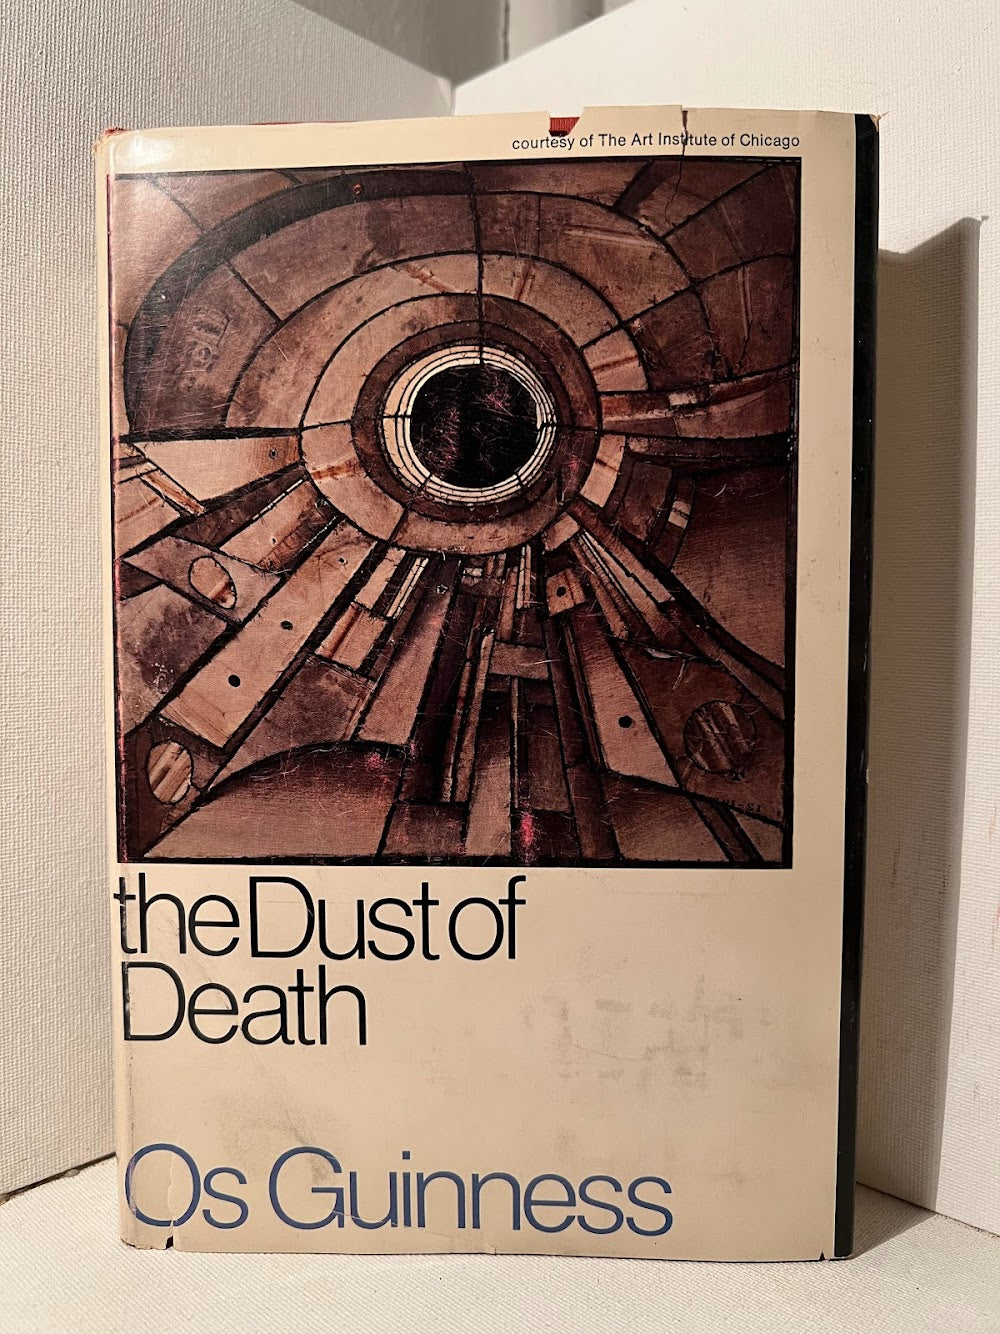 courtesy of The Art Institute of Chicago
the Dust of
Death
Os Guinness